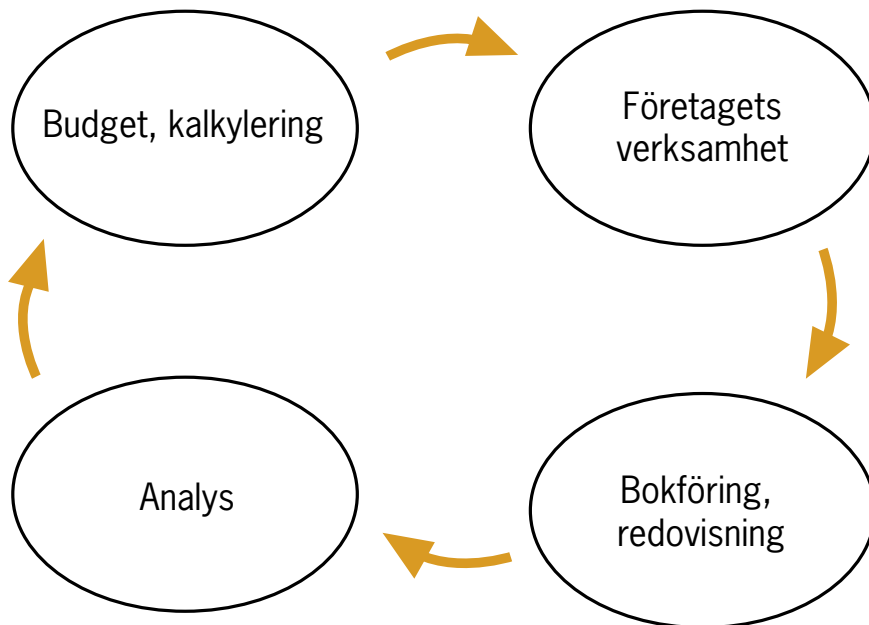 Budget, kalkylering
Företagets
verksamhet
Analys
Bokföring,
redovisning